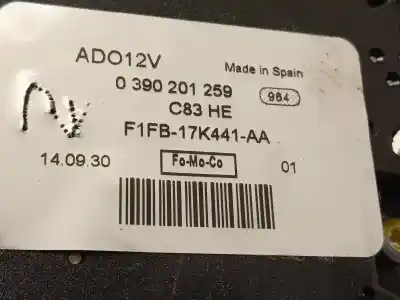 ADO12V
Made in Spain
0 390 201 259
964
C83 HE
F1FB-17K441-AA
14.09.30
Fo-Mo-Co
01